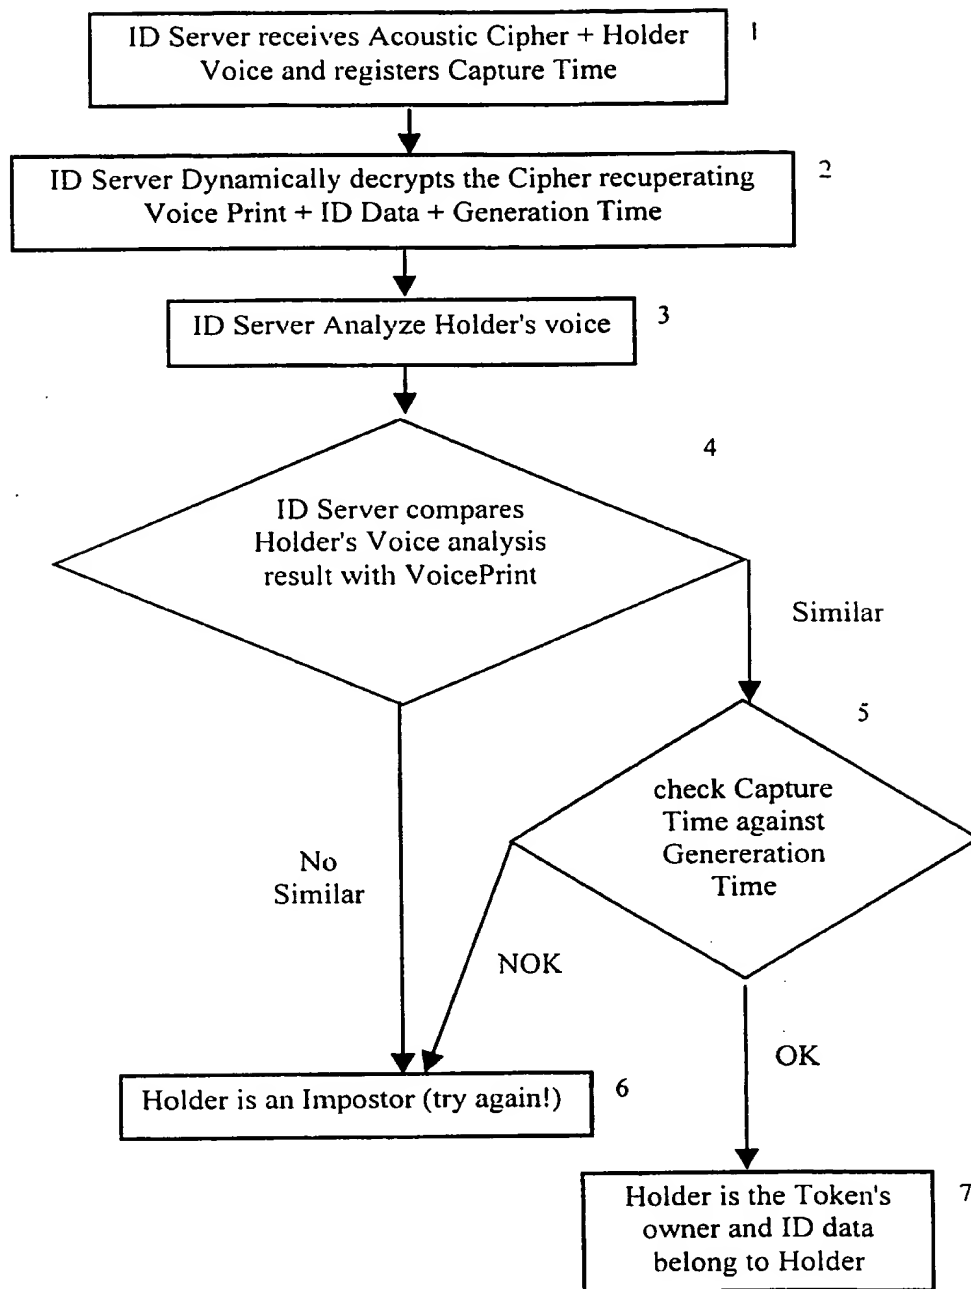 ID Server receives Acoustic Cipher + Holder
Voice and registers Capture Time
1
ID Server Dynamically decrypts the Cipher recuperating
Voice Print + ID Data + Generation Time
2
ID Server Analyze Holder's voice
3
4
ID Server compares
Holder's Voice analysis
result with VoicePrint
Similar
5
check Capture
Time against
Genereration
Time
No
Similar
NOK
OK
Holder is an Impostor (try again!)
6
Holder is the Token's
owner and ID data
belong to Holder
7